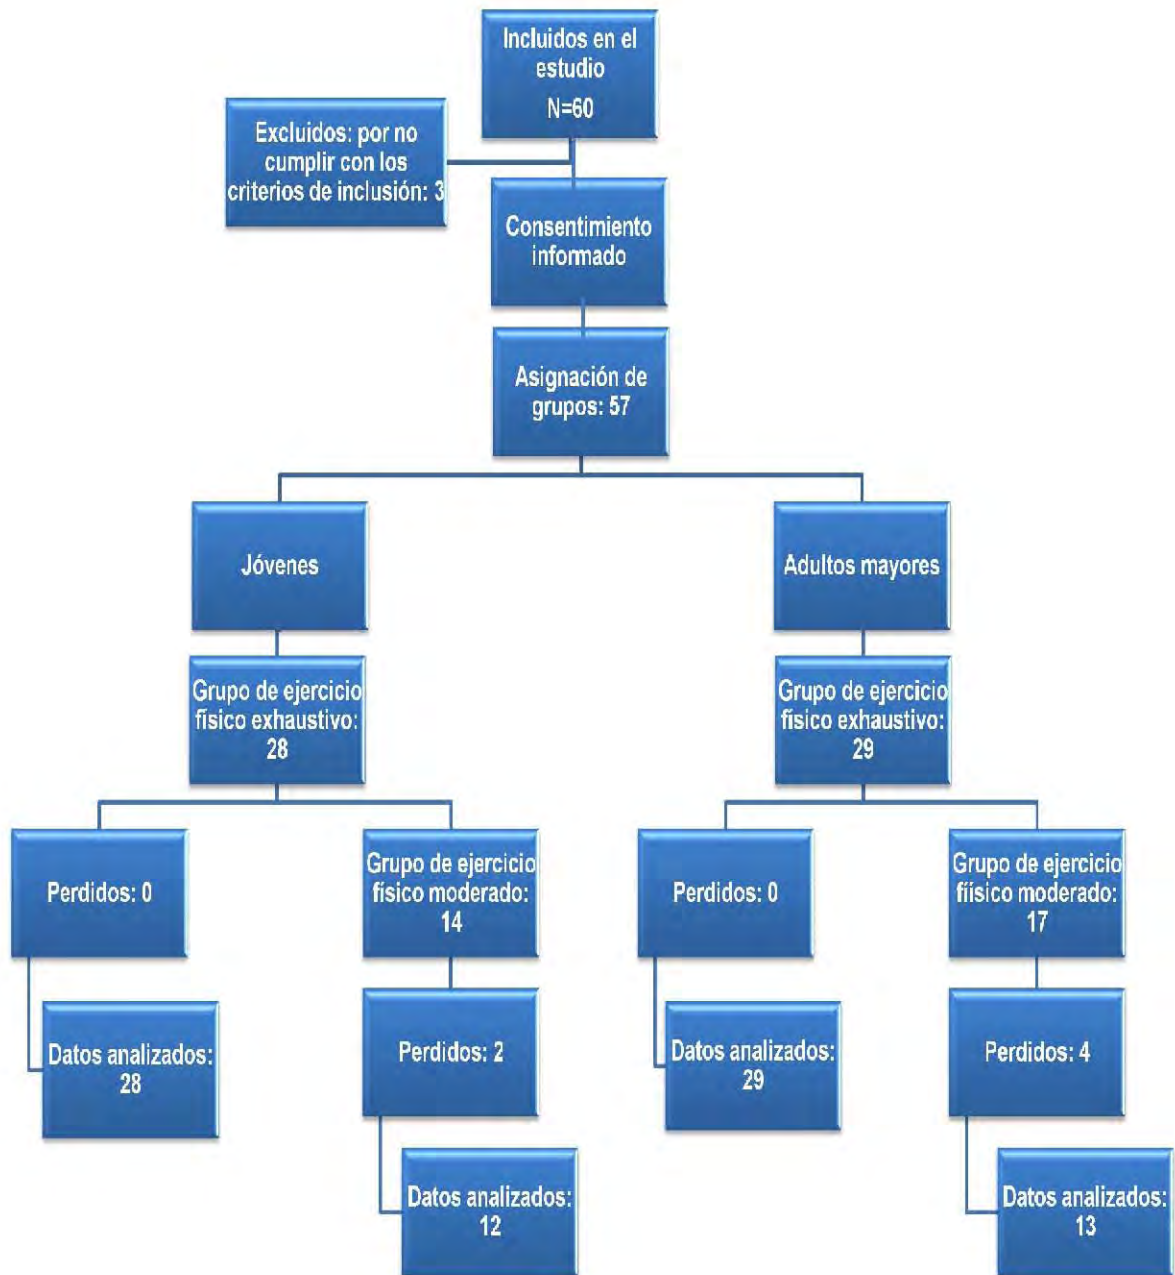 Incluidos en el
estudio
N=60
Excluidos: por no
cumplir con los
criterios de inclusión: 3
Consentimiento
informado
Asignación de
grupos: 57
Jóvenes
Adultos mayores
Grupo de ejercicio
físico exhaustivo:
28
Grupo de ejercicio
físico exhaustivo:
29
Perdidos: 0
Grupo de ejercicio
físico moderado:
14
Perdidos: 0
Grupo de ejercicio
fíisico moderado:
17
Datos analizados:
28
Perdidos: 2
Datos analizados:
29
Perdidos: 4
Datos analizados:
12
Datos analizados:
13